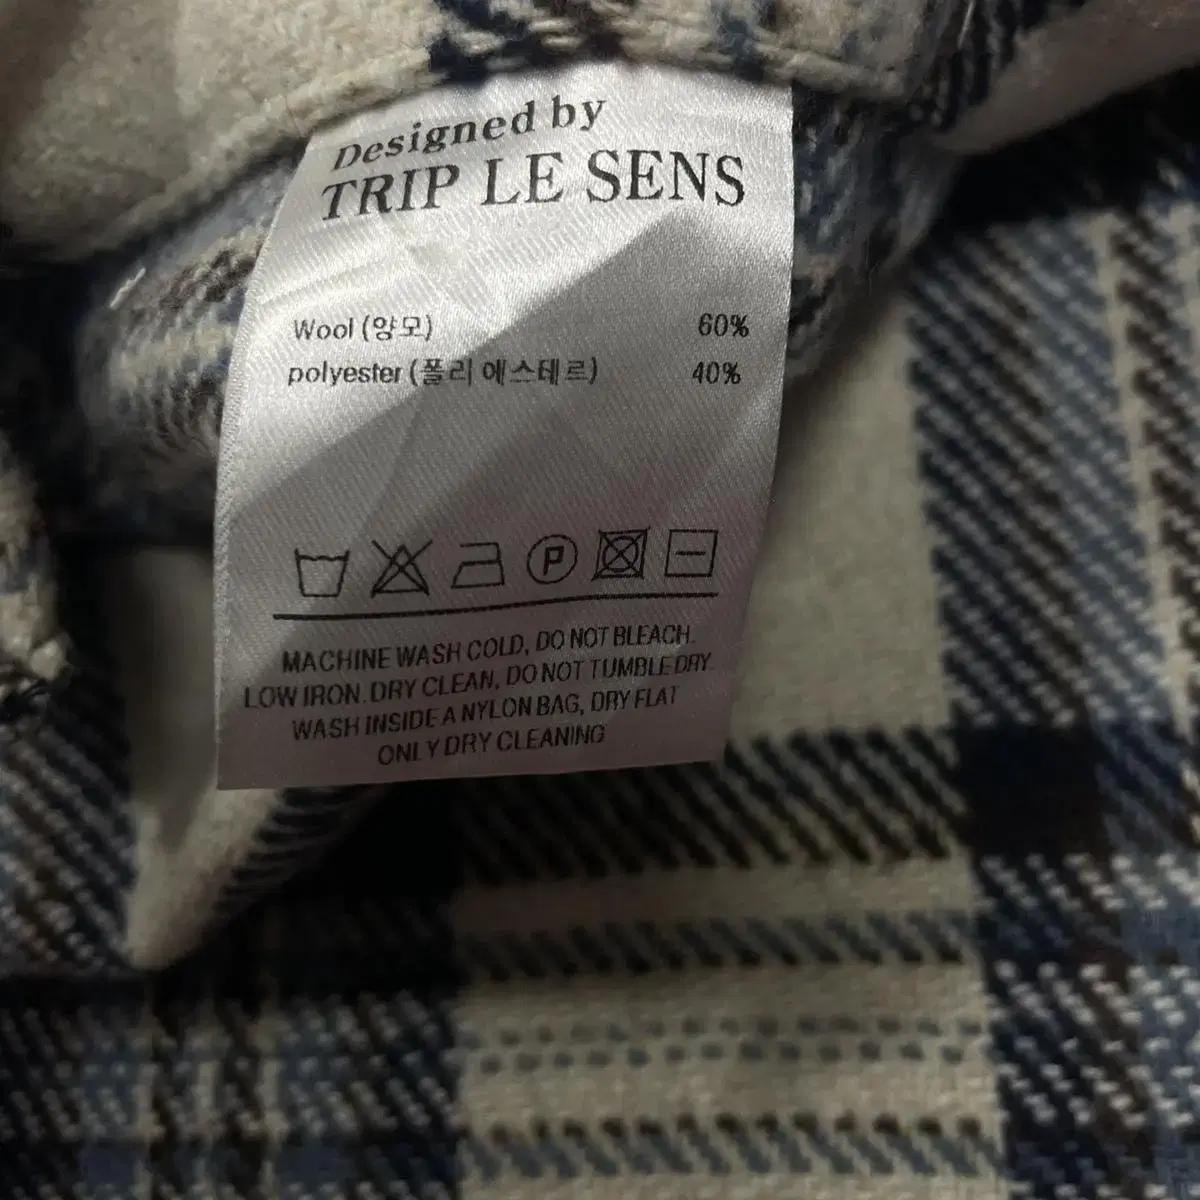 Designed by
TRIP LE SENS
Wool (양모) 60%
polyester (폴리 에스테르) 40%
P
MACHINE WASH COLD, DO NOT BLEACH.
LOW IRON. DRY CLEAN, DO NOT TUMBLE DRY.
WASH INSIDE A NYLON BAG, DRY FLAT
ONLY DRY CLEANING